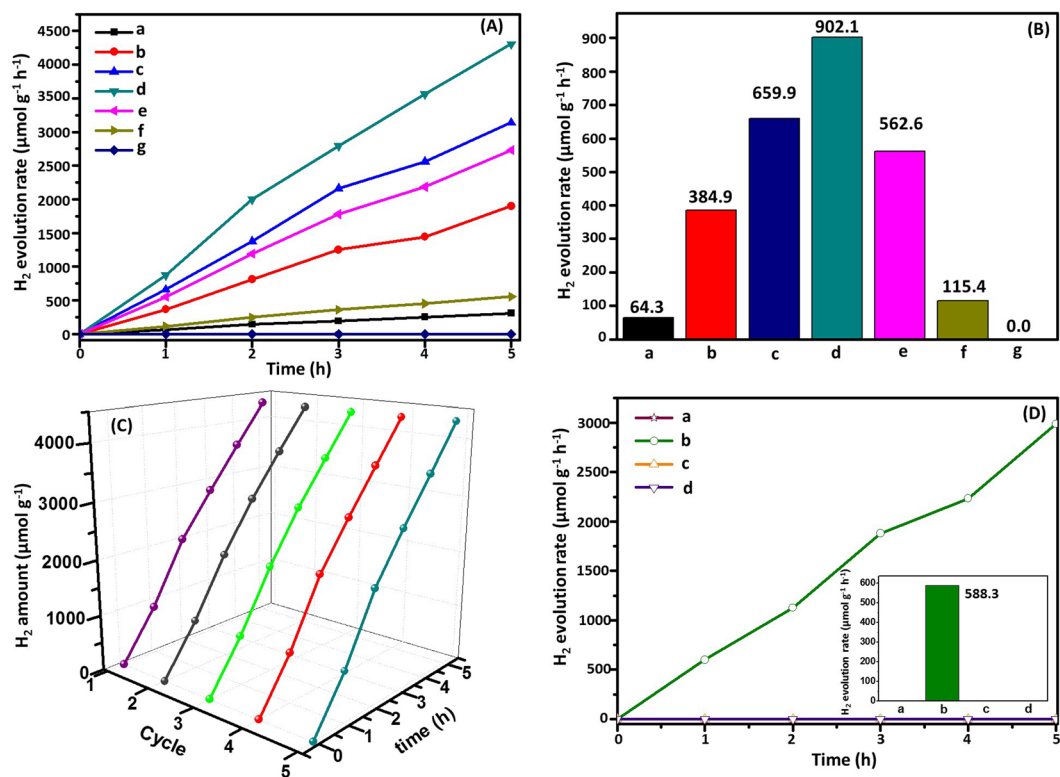 (A)
a
b
c
d
e
f
g
4500
4000
3500
3000
2500
2000
1500
1000
500
0
H2 evolution rate (µmol g-1 h-1)
0 1 2 3 4 5
Time (h)
(B)
900
800
700
600
500
400
300
200
100
0
H2 evolution rate (µmol g-1 h-1)
64.3
384.9
659.9
902.1
562.6
115.4
0.0
a b c d e f g
(C)
4000
3000
2000
1000
0
H2 amount (µmol g-1)
1 2 3 4 5
Cycle
0 1 2 3 4 5
time (h)
(D)
a
b
c
d
3000
2500
2000
1500
1000
500
0
H2 evolution rate (µmol g-1 h-1)
0 1 2 3 4 5
Time (h)
600
500
400
300
200
100
0
H2 evolution rate (µmol g-1 h-1)
588.3
a b c d